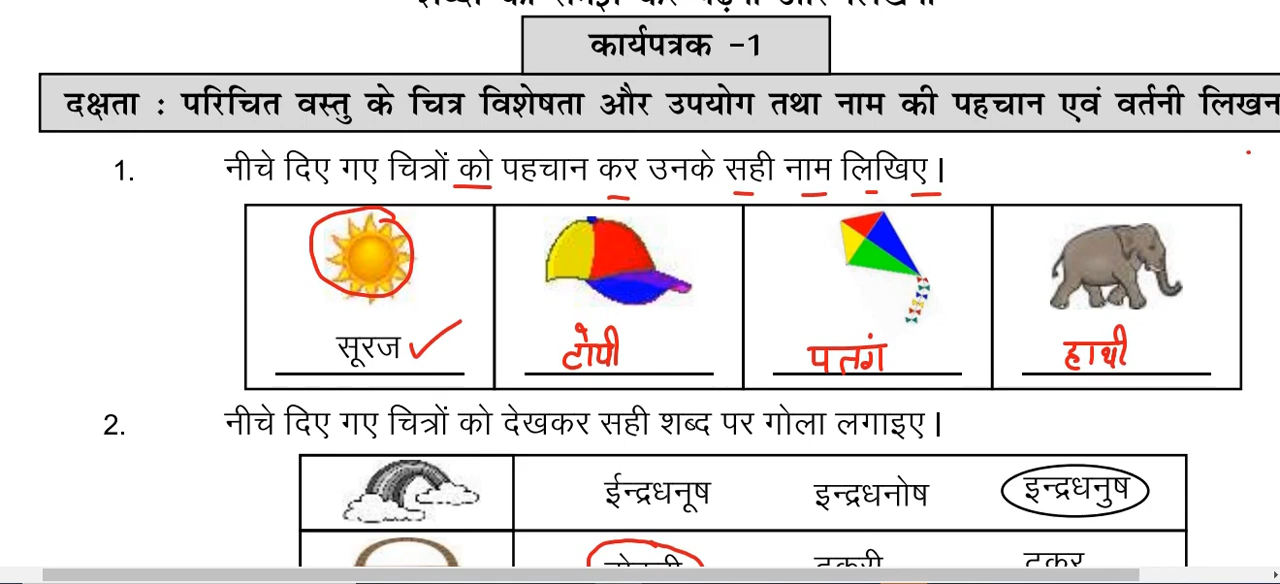 कार्यपत्रक -1
दक्षता : परिचित वस्तु के चित्र विशेषता और उपयोग तथा नाम की पहचान एवं वर्तनी लिखन
1. नीचे दिए गए चित्रों को पहचान कर उनके सही नाम लिखिए |
सूरज टोपी पतगं हाथी
2. नीचे दिए गए चित्रों को देखकर सही शब्द पर गोला लगाइए |
ईन्द्रधनूष इन्द्रधनोष इन्द्रधनुष